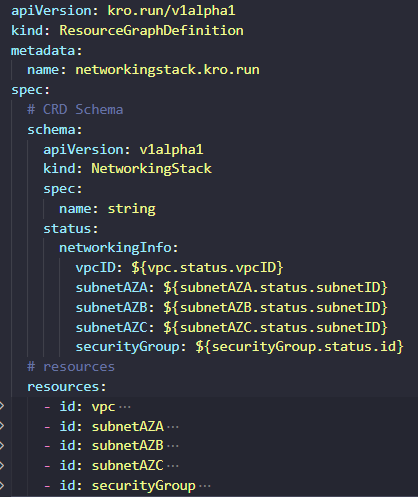 apiVersion: kro.run/v1alpha1
kind: ResourceGraphDefinition
metadata:
  name: networkingstack.kro.run
spec:
  # CRD Schema
  schema:
    apiVersion: v1alpha1
    kind: NetworkingStack
    spec:
      name: string
    status:
      networkingInfo:
        vpcID: ${vpc.status.vpcID}
        subnetAZA: ${subnetAZA.status.subnetID}
        subnetAZB: ${subnetAZB.status.subnetID}
        subnetAZC: ${subnetAZC.status.subnetID}
        securityGroup: ${securityGroup.status.id}
  # resources
  resources:
    - id: vpc···
    - id: subnetAZA···
    - id: subnetAZB···
    - id: subnetAZC···
    - id: securityGroup···